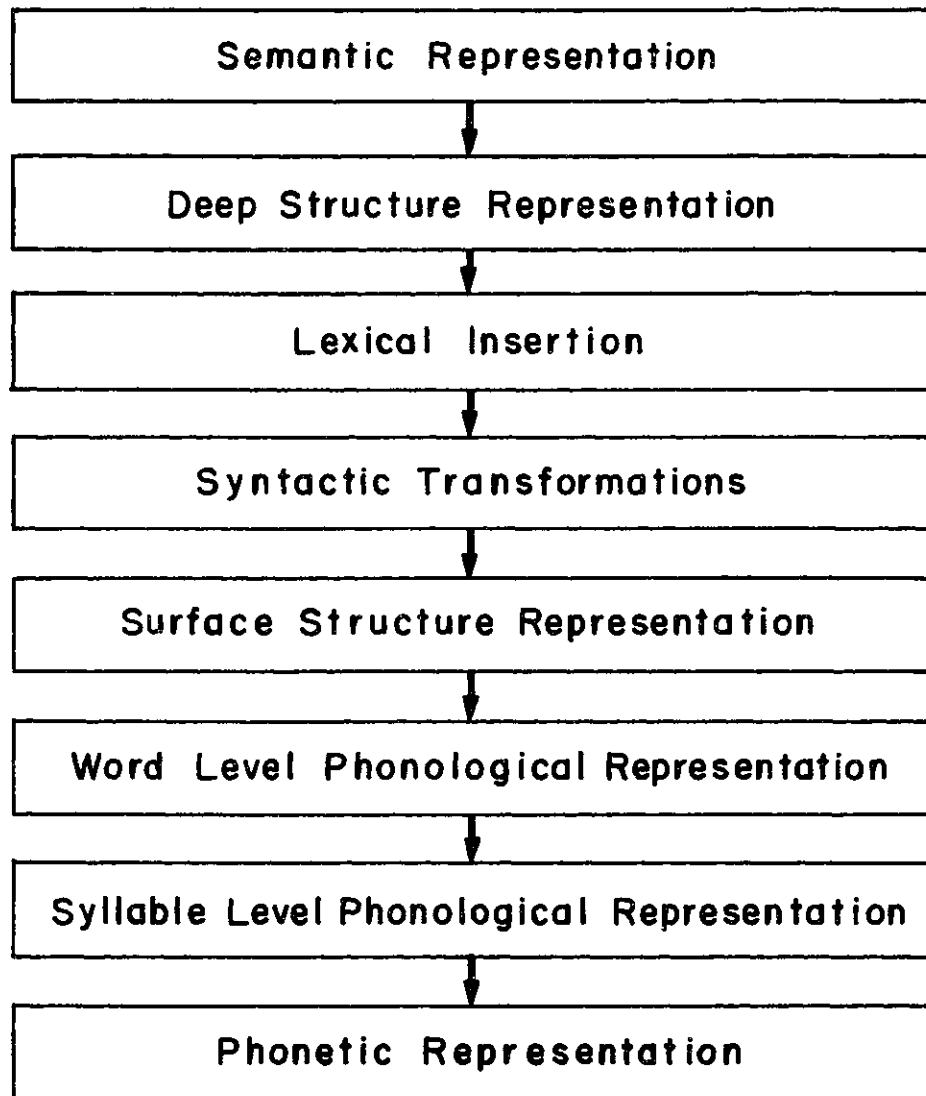 Semantic Representation
Deep Structure Representation
Lexical Insertion
Syntactic Transformations
Surface Structure Representation
Word Level Phonological Representation
Syllable Level Phonological Representation
Phonetic Representation